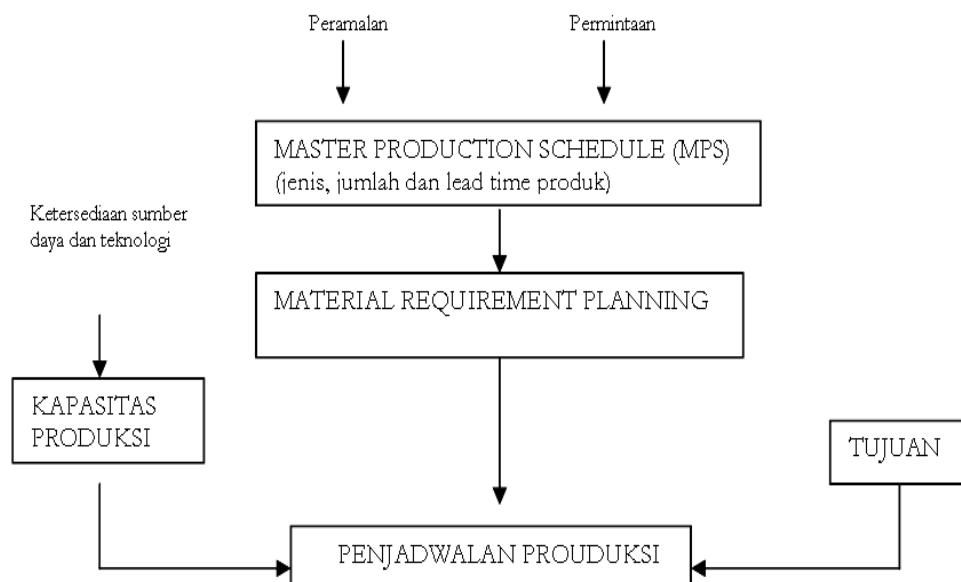 Peramalan
Permintaan
MASTER PRODUCTION SCHEDULE (MPS)
(jenis, jumlah dan lead time produk)
Ketersediaan sumber
daya dan teknologi
MATERIAL REQUIREMENT PLANNING
KAPASITAS
PRODUKSI
TUJUAN
PENJADWALAN PROUDUKSI